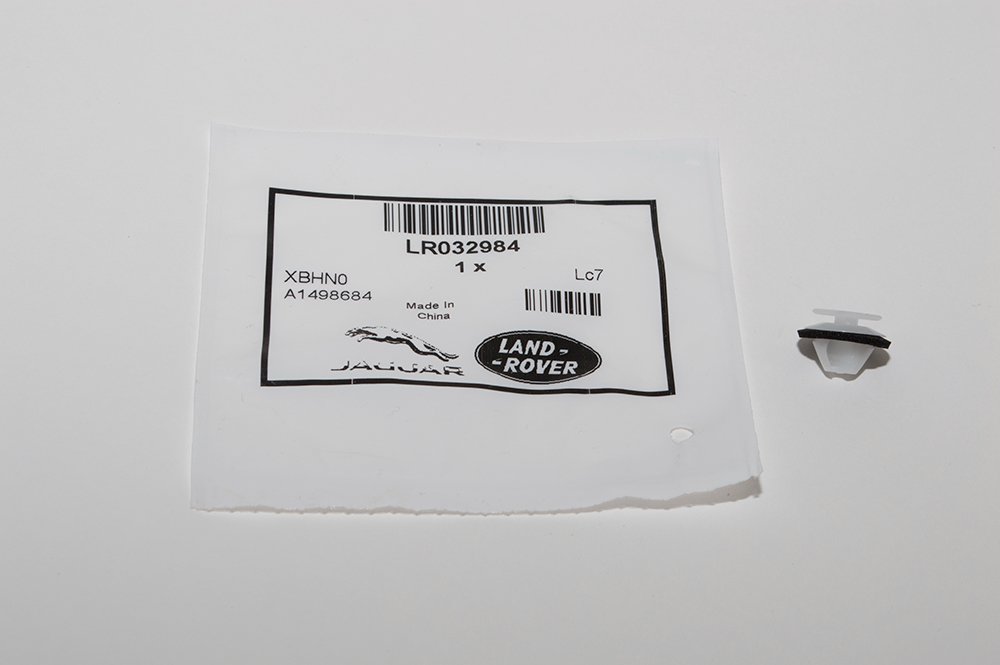 LR032984
1 x
XBHN0
Lc7
A1498684
Made In
China
JAGUAR
LAND-
-ROVER